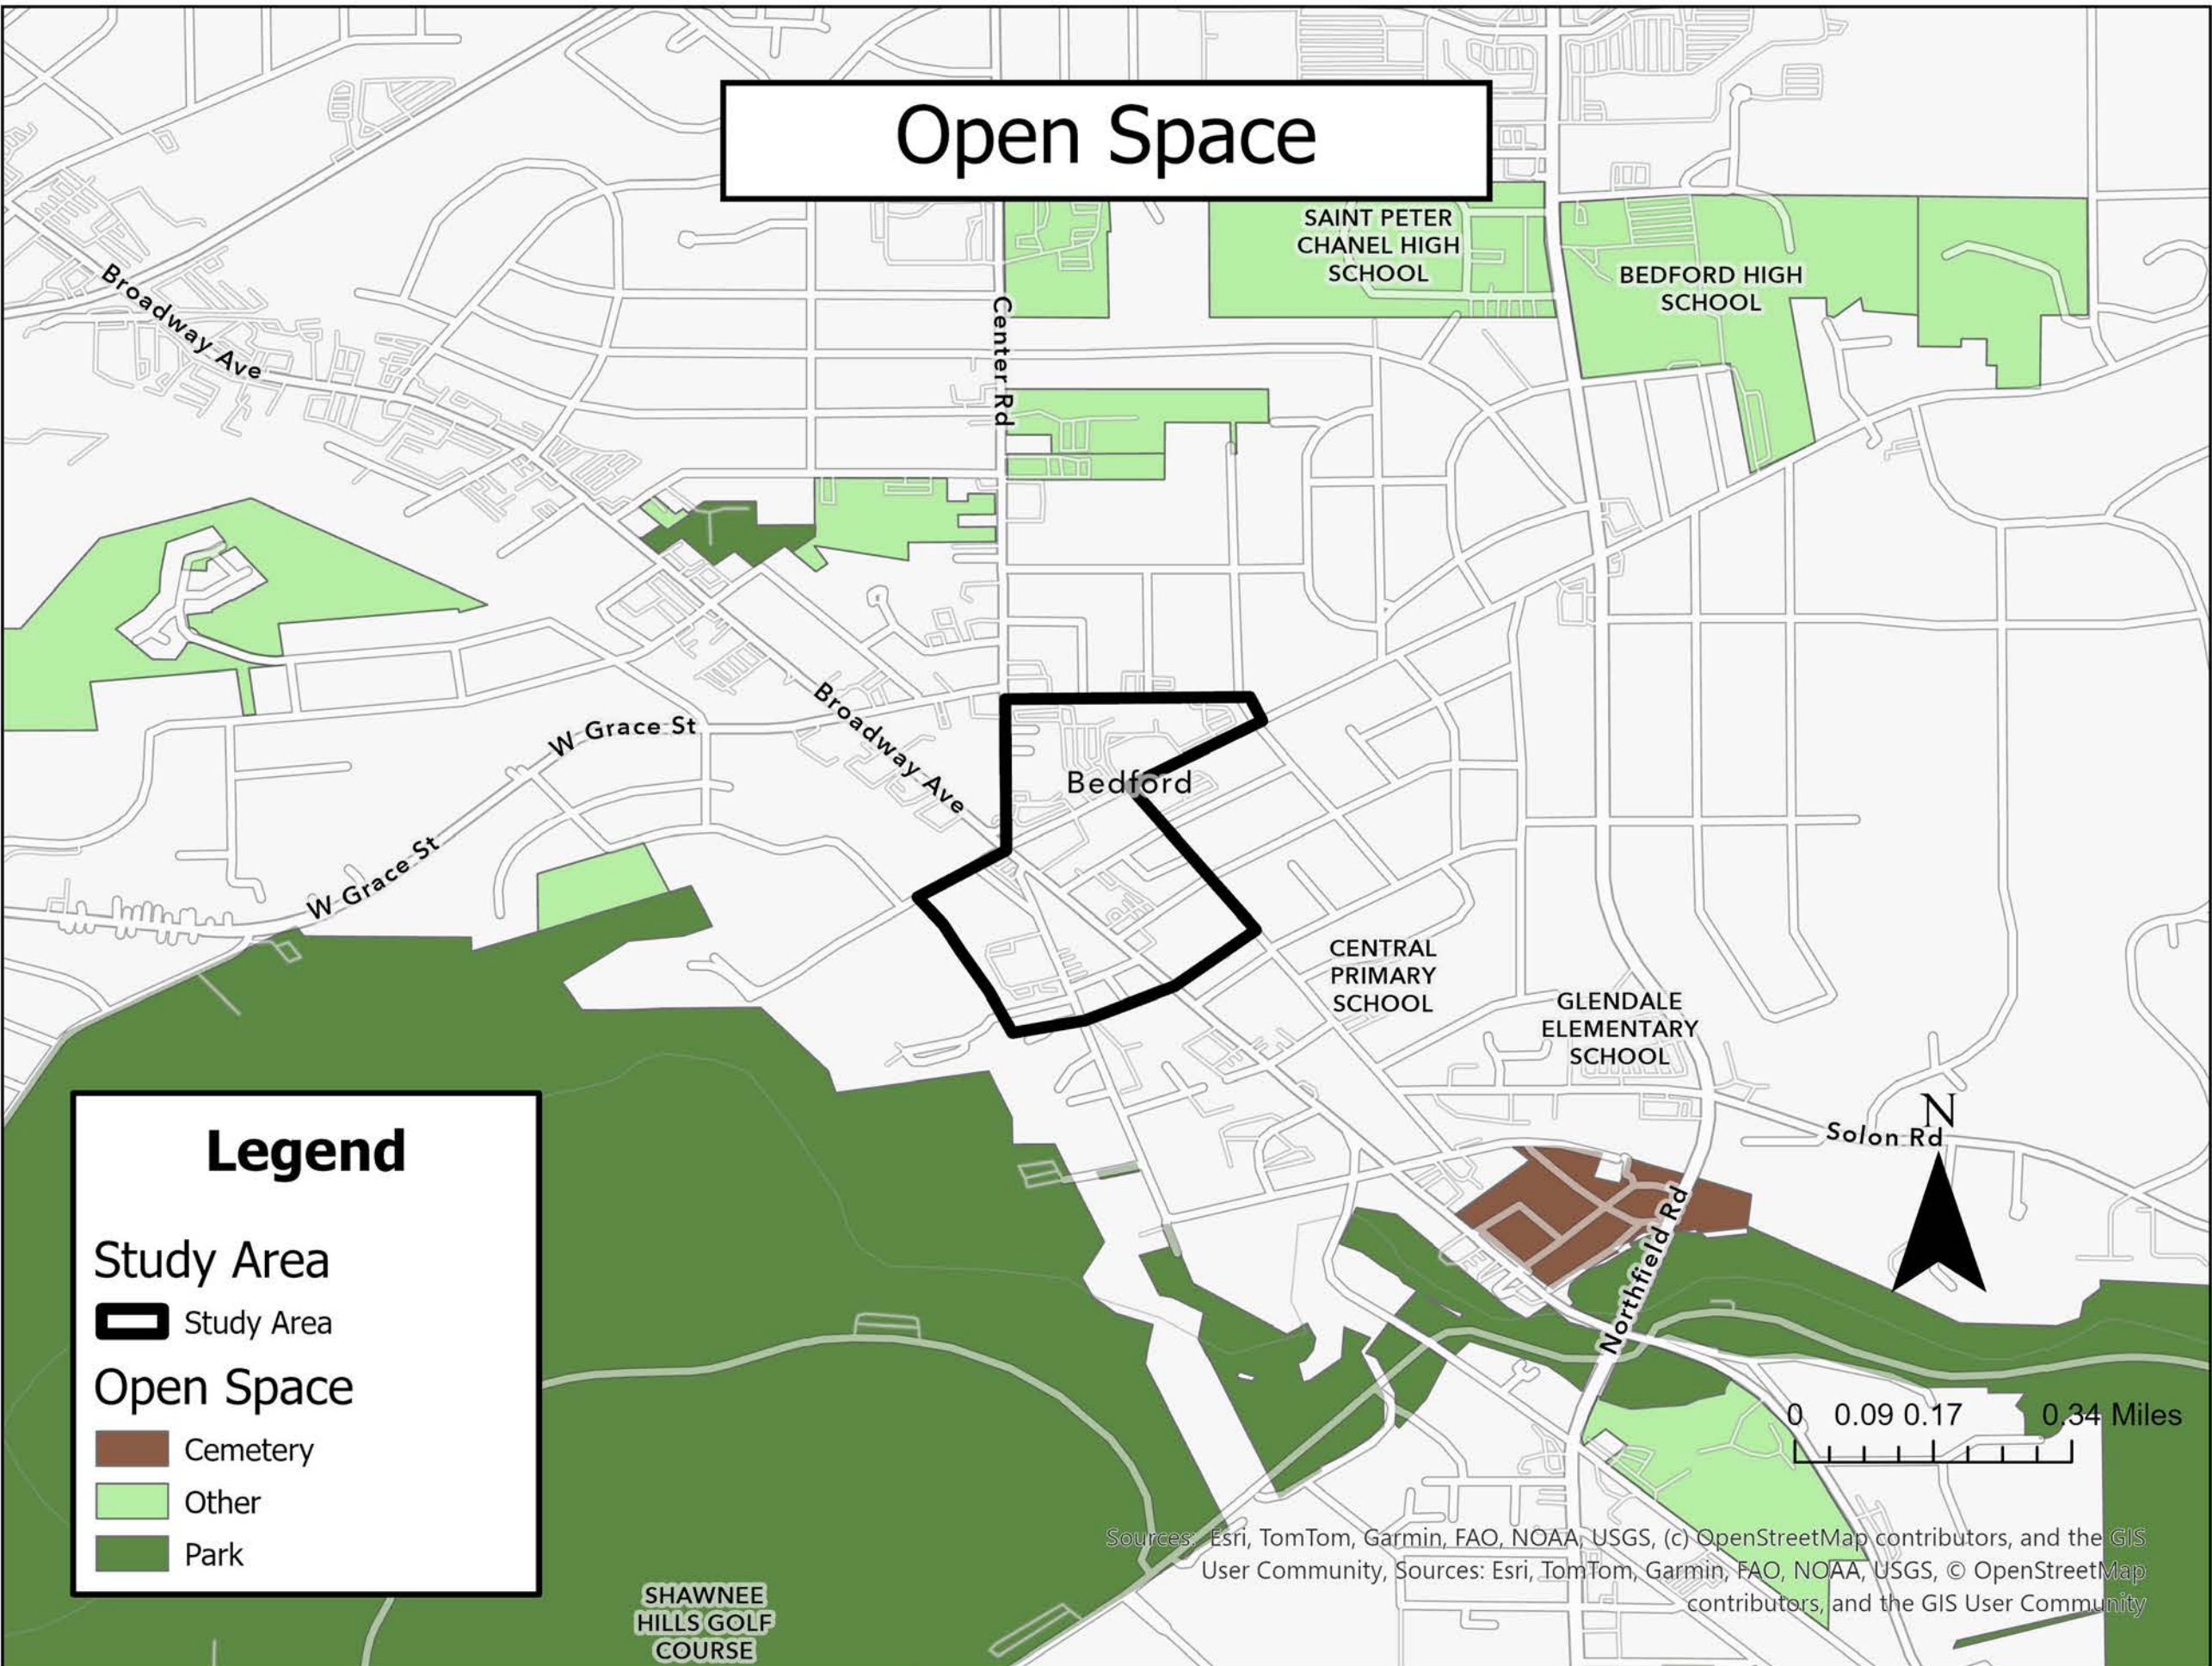 Open Space
SAINT PETER
CHANEL HIGH
SCHOOL
BEDFORD HIGH
SCHOOL
Broadway Ave
Center Rd
Broadway Ave
W Grace St
Bedford
W Grace St
CENTRAL
PRIMARY
SCHOOL
GLENDALE
ELEMENTARY
SCHOOL
N
Solon Rd
Northfield Rd
Legend
Study Area
Study Area
Open Space
Cemetery
Other
Park
0 0.09 0.17 0.34 Miles
Sources: Esri, TomTom, Garmin, FAO, NOAA, USGS, (c) OpenStreetMap contributors, and the GIS
User Community, Sources: Esri, TomTom, Garmin, FAO, NOAA, USGS, © OpenStreetMap
contributors, and the GIS User Community
SHAWNEE
HILLS GOLF
COURSE